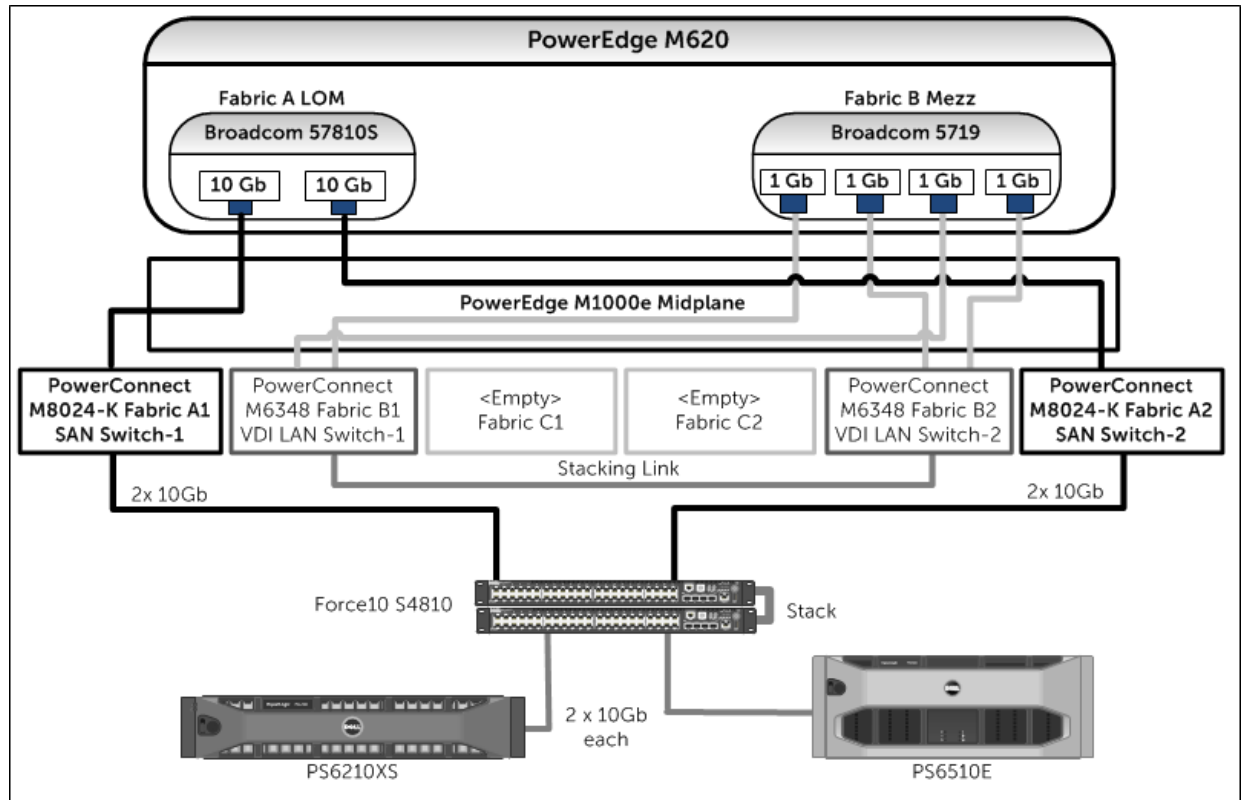 PowerEdge M620
Fabric A LOM
Fabric B Mezz
Broadcom 57810S
Broadcom 5719
10 Gb
10 Gb
1 Gb
1 Gb
1 Gb
1 Gb
PowerEdge M1000e Midplane
PowerConnect
M8024-K Fabric A1
SAN Switch-1
PowerConnect
M6348 Fabric B1
VDI LAN Switch-1
<Empty>
Fabric C1
<Empty>
Fabric C2
PowerConnect
M6348 Fabric B2
VDI LAN Switch-2
PowerConnect
M8024-K Fabric A2
SAN Switch-2
Stacking Link
2x 10Gb
2x 10Gb
Force10 S4810
Stack
2 x 10Gb
each
DELL
PS6210XS
PS6510E